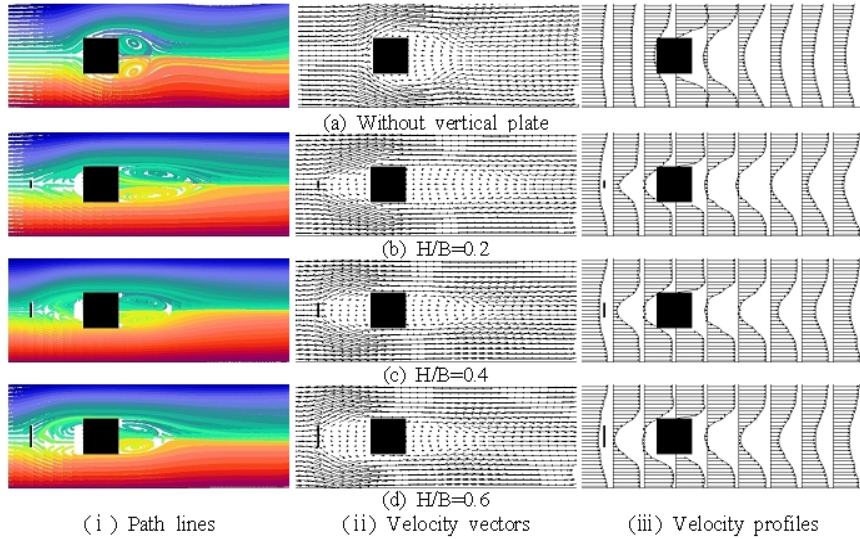 (a) Without vertical plate
(b) H/B=0.2
(c) H/B=0.4
(d) H/B=0.6
(i) Path lines
(ii) Velocity vectors
(iii) Velocity profiles